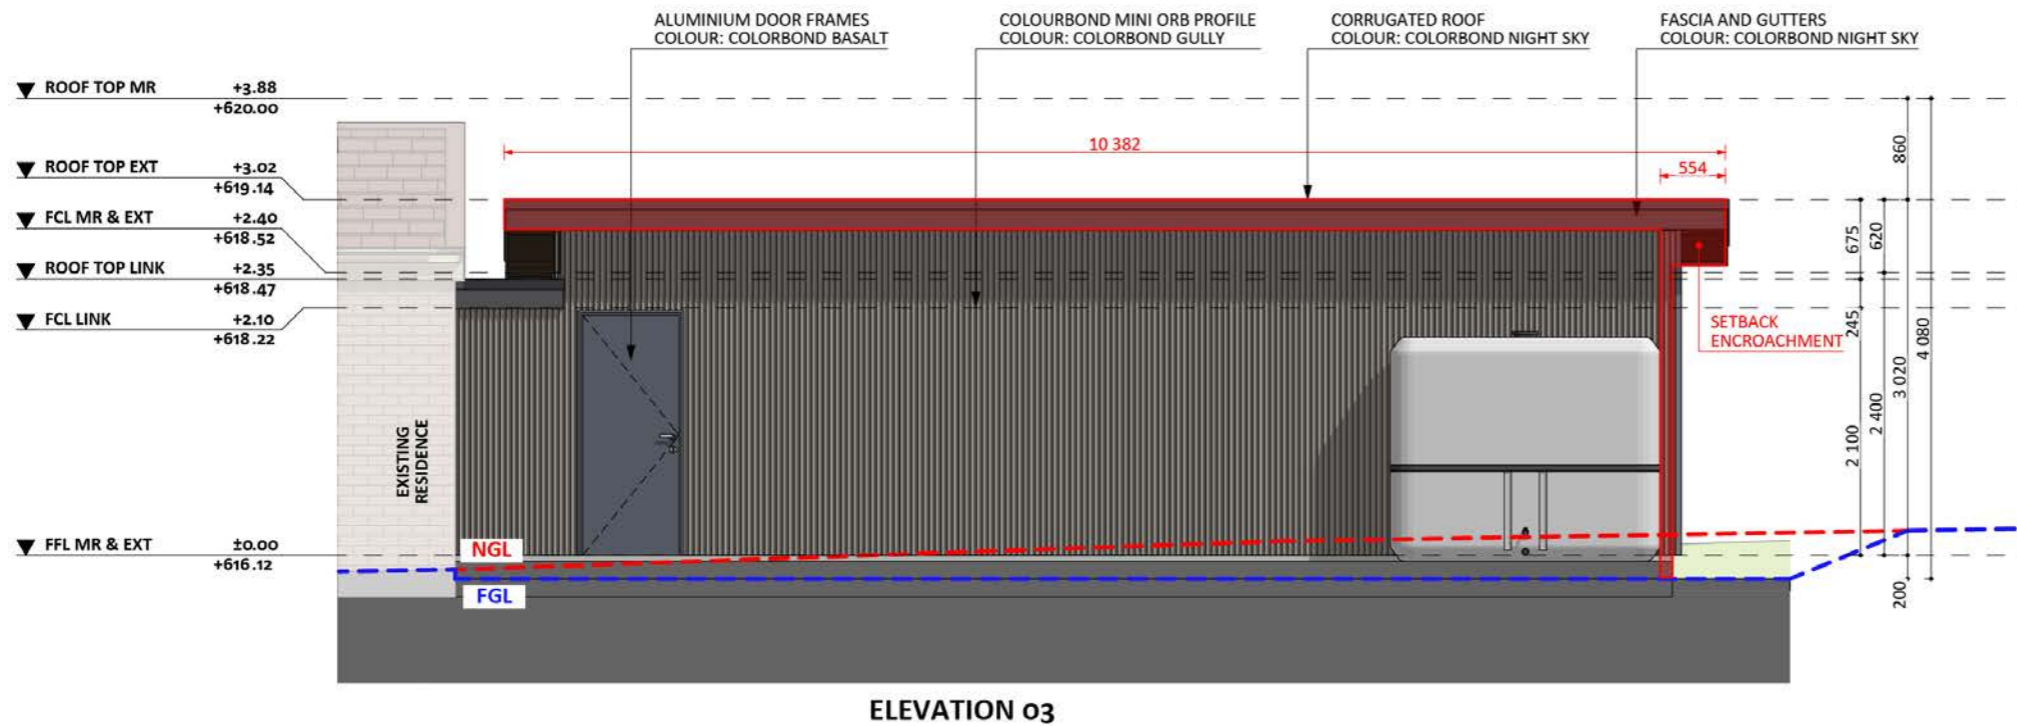 ALUMINIUM DOOR FRAMES
COLOUR: COLORBOND BASALT
COLOURBOND MINI ORB PROFILE
COLOUR: COLORBOND GULLY
CORRUGATED ROOF
COLOUR: COLORBOND NIGHT SKY
FASCIA AND GUTTERS
COLOUR: COLORBOND NIGHT SKY
ROOF TOP MR +3.88
+620.00
ROOF TOP EXT +3.02
+619.14
FCL MR & EXT +2.40
+618.52
ROOF TOP LINK +2.35
+618.47
FCL LINK +2.10
+618.22
FFL MR & EXT ±0.00
+616.12
10 382
554
860
675
620
245
3 020
4 080
2 400
2 100
200
SETBACK
ENCROACHMENT
EXISTING
RESIDENCE
NGL
FGL
ELEVATION 03